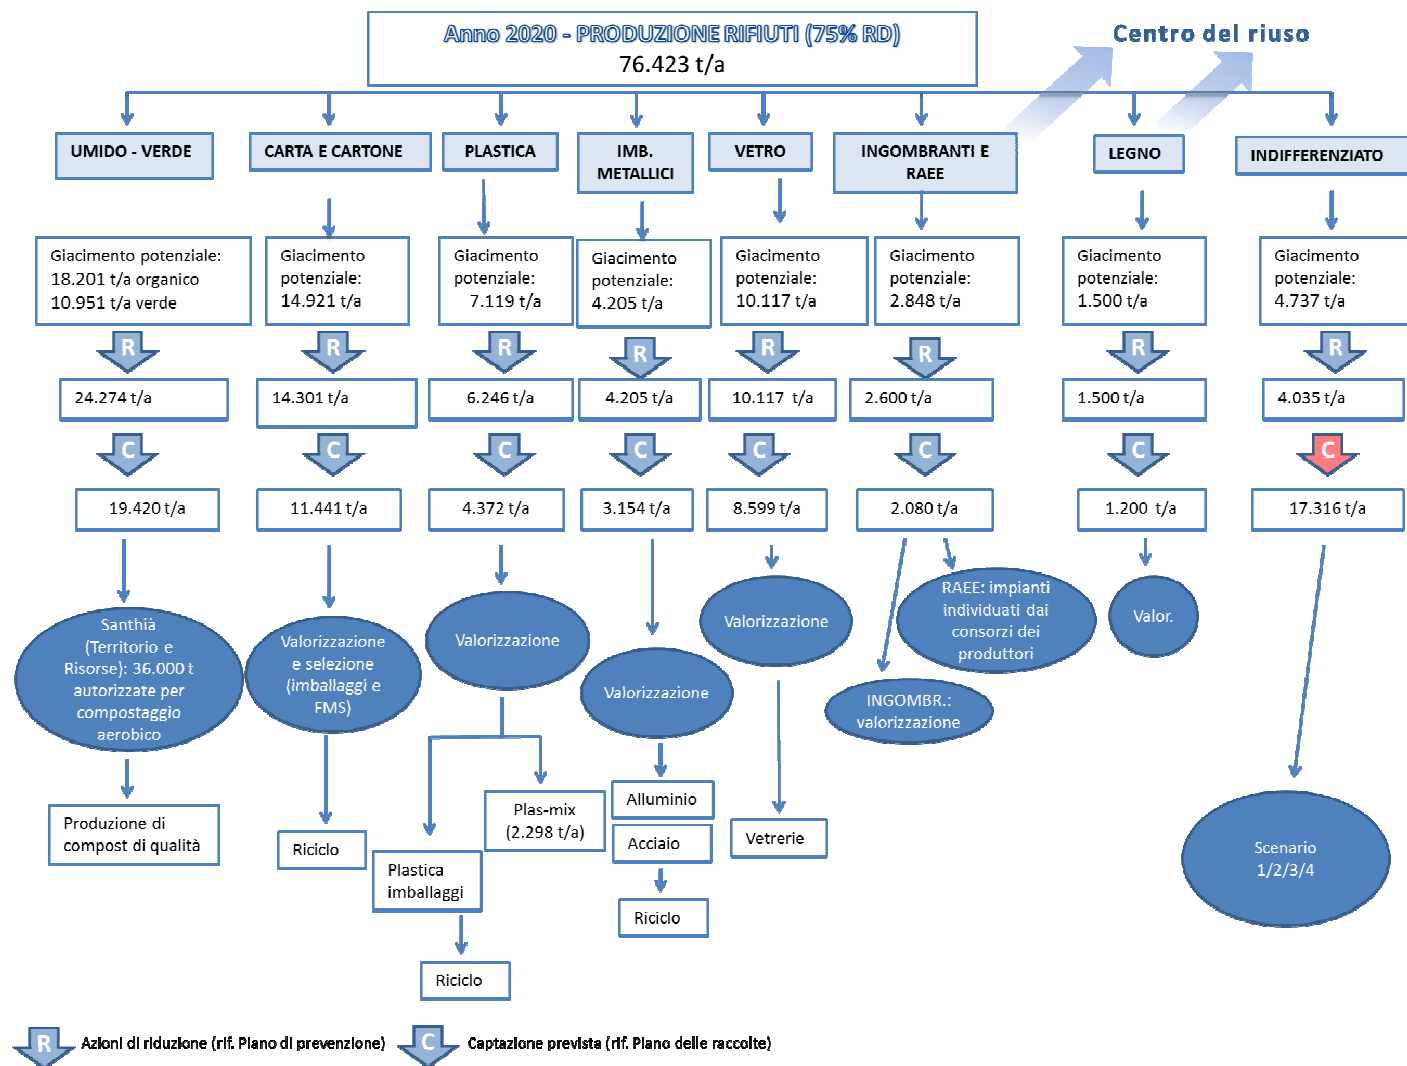 Anno 2020 - PRODUZIONE RIFIUTI (75% RD)
76.423 t/a
Centro del riuso
UMIDO - VERDE
CARTA E CARTONE
PLASTICA
IMB.
METALLICI
VETRO
INGOMBRANTI E
RAEE
LEGNO
INDIFFERENZIATO
Giacimento potenziale:
18.201 t/a organico
10.951 t/a verde
Giacimento
potenziale:
14.921 t/a
Giacimento
potenziale:
7.119 t/a
Giacimento
potenziale:
4.205 t/a
Giacimento
potenziale:
10.117 t/a
Giacimento
potenziale:
2.848 t/a
Giacimento
potenziale:
1.500 t/a
Giacimento
potenziale:
4.737 t/a
R
R
R
R
R
R
R
R
24.274 t/a
14.301 t/a
6.246 t/a
4.205 t/a
10.117 t/a
2.600 t/a
1.500 t/a
4.035 t/a
C
C
C
C
C
C
C
C
19.420 t/a
11.441 t/a
4.372 t/a
3.154 t/a
8.599 t/a
2.080 t/a
1.200 t/a
17.316 t/a
Santhià
(Territorio e
Risorse): 36.000 t
autorizzate per
compostaggio
aerobico
Valorizzazione
e selezione
(imballaggi e
FMS)
Valorizzazione
Valorizzazione
Valorizzazione
RAEE: impianti
individuati dai
consorzi dei
produttori
INGOMBR.:
valorizzazione
Valor.
Scenario
1/2/3/4
Produzione di
compost di qualità
Riciclo
Plastica
imballaggi
Riciclo
Plas-mix
(2.298 t/a)
Alluminio
Acciaio
Riciclo
Vetrerie
R Azioni di riduzione (rif. Piano di prevenzione)
C Captazione prevista (rif. Piano delle raccolte)